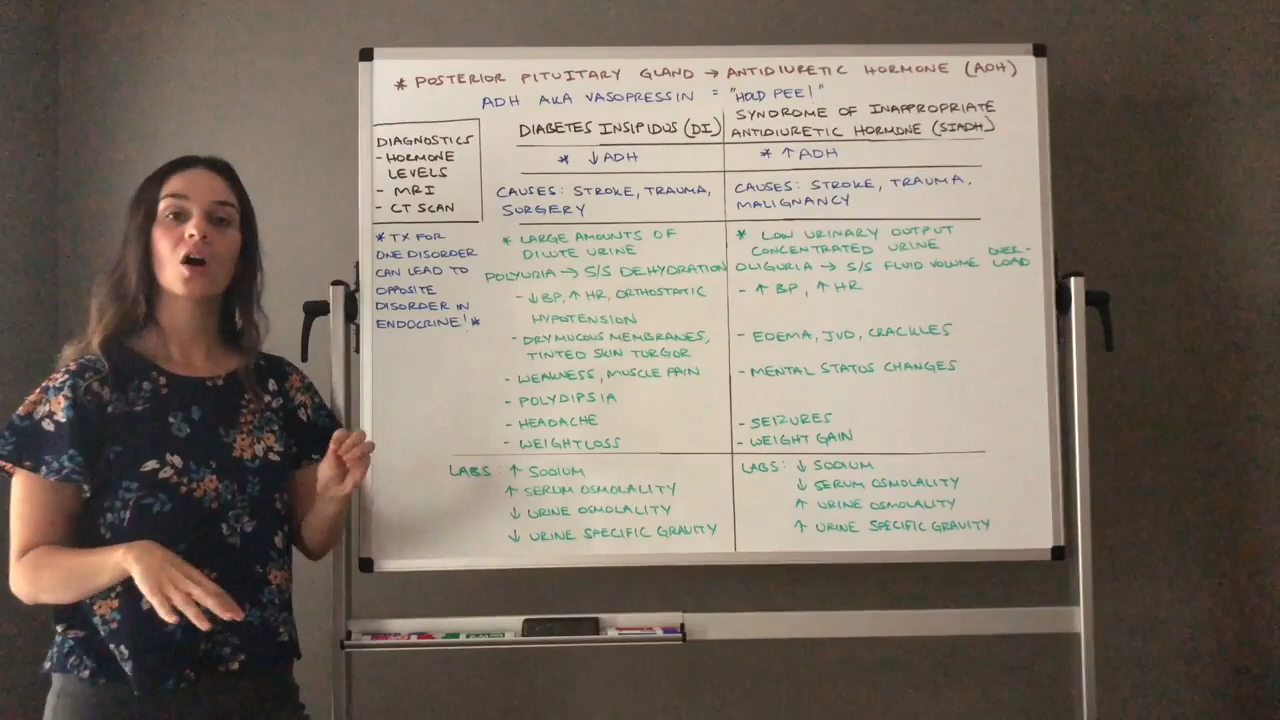 * POSTERIOR PITUITARY GLAND → ANTIDIURETIC HORMONE (ADH)
ADH AKA VASOPRESSIN = "HOLD PEE!"
DIAGNOSTICS
- HORMONE
LEVELS
- MRI
- CT SCAN
* TX FOR
ONE DISORDER
CAN LEAD TO
OPPOSITE
DISORDER IN
ENDOCRINE! *
DIABETES INSIPIDUS (DI)
* ↓ ADH
CAUSES: STROKE, TRAUMA,
SURGERY
* LARGE AMOUNTS OF
DILUTE URINE
POLYURIA → S/S DEHYDRATION
- ↓ BP, ↑ HR, ORTHOSTATIC
HYPOTENSION
- DRY MUCOUS MEMBRANES,
TINTED SKIN TURGOR
- WEAKNESS, MUSCLE PAIN
- POLYDIPSIA
- HEADACHE
- WEIGHTLOSS
LABS: ↑ SODIUM
↑ SERUM OSMOLALITY
↓ URINE OSMOLALITY
↓ URINE SPECIFIC GRAVITY
SYNDROME OF INAPPROPRIATE
ANTIDIURETIC HORMONE (SIADH)
* ↑ ADH
CAUSES: STROKE, TRAUMA,
MALIGNANCY
* LOW URINARY OUTPUT
CONCENTRATED URINE
OLIGURIA → S/S FLUID VOLUME OVER-
LOAD
- ↑ BP, ↑ HR
- EDEMA, JVD, CRACKLES
- MENTAL STATUS CHANGES
- SEIZURES
- WEIGHT GAIN
LABS: ↓ SODIUM
↓ SERUM OSMOLALITY
↑ URINE OSMOLALITY
↑ URINE SPECIFIC GRAVITY